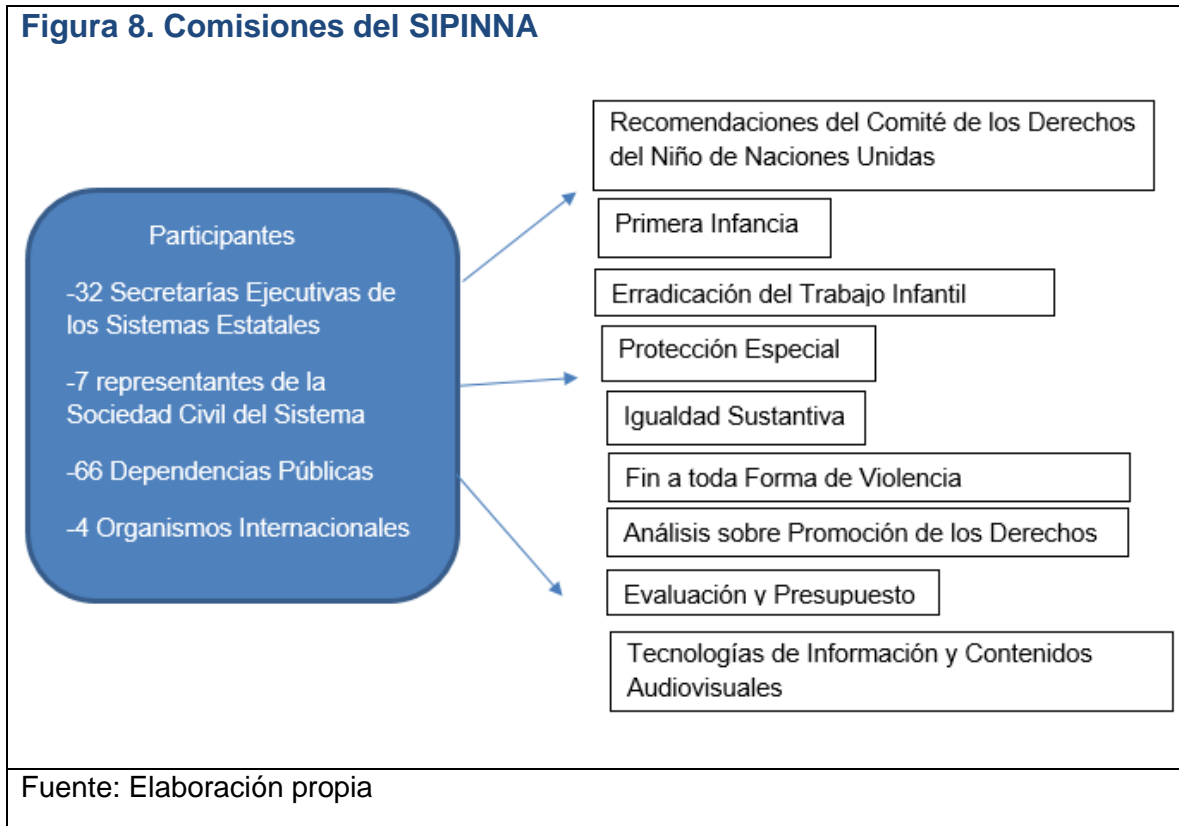 Figura 8. Comisiones del SIPINNA
Participantes
-32 Secretarías Ejecutivas de
los Sistemas Estatales
-7 representantes de la
Sociedad Civil del Sistema
-66 Dependencias Públicas
-4 Organismos Internacionales
Recomendaciones del Comité de los Derechos
del Niño de Naciones Unidas
Primera Infancia
Erradicación del Trabajo Infantil
Protección Especial
Igualdad Sustantiva
Fin a toda Forma de Violencia
Análisis sobre Promoción de los Derechos
Evaluación y Presupuesto
Tecnologías de Información y Contenidos
Audiovisuales
Fuente: Elaboración propia